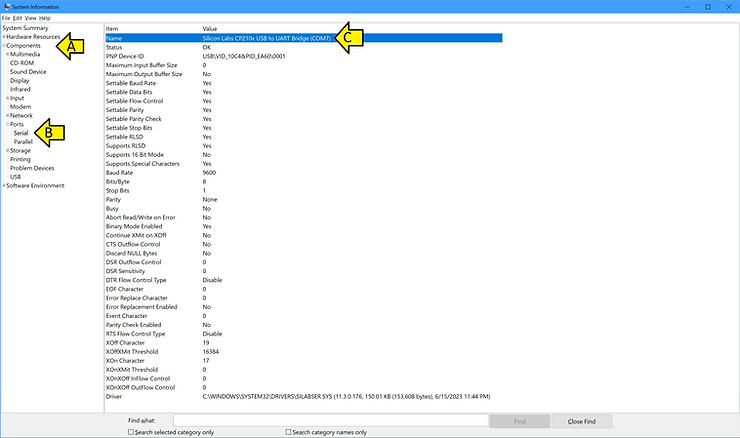 System Information
File Edit View Help
System Summary
Hardware Resources
Components
A
Multimedia
CD-ROM
Sound Device
Display
Infrared
Input
Modem
Network
Ports
Serial
B
Parallel
Storage
Printing
Problem Devices
USB
Software Environment
Item Value
Name Silicon Labs CP210x USB to UART Bridge (COM7)
C
Status OK
PNP Device ID USB\VID_10C4&PID_EA60\0001
Maximum Input Buffer Size 0
Maximum Output Buffer Size No
Settable Baud Rate Yes
Settable Data Bits Yes
Settable Flow Control Yes
Settable Parity Yes
Settable Parity Check Yes
Settable Stop Bits Yes
Settable RLSD Yes
Supports RLSD Yes
Supports 16 Bit Mode No
Supports Special Characters Yes
Baud Rate 9600
Bits/Byte 8
Stop Bits 1
Parity None
Busy No
Abort Read/Write on Error No
Binary Mode Enabled Yes
Continue XMit on XOff No
CTS Outflow Control No
Discard NULL Bytes No
DSR Outflow Control 0
DSR Sensitivity 0
DTR Flow Control Type Disable
EOF Character 0
Error Replace Character 0
Error Replacement Enabled No
Event Character 0
Parity Check Enabled No
RTS Flow Control Type Disable
XOff Character 19
XOffXMit Threshold 16384
XOn Character 17
XOnXMit Threshold 0
XOnXOff InFlow Control 0
XOnXOff OutFlow Control 0
Driver C:\WINDOWS\SYSTEM32\DRIVERS\SILABSER.SYS (11.3.0.176, 150.01 KB (153,608 bytes), 6/15/2023 11:44 PM)
Find what: Find Close Find
Search selected category only Search category names only